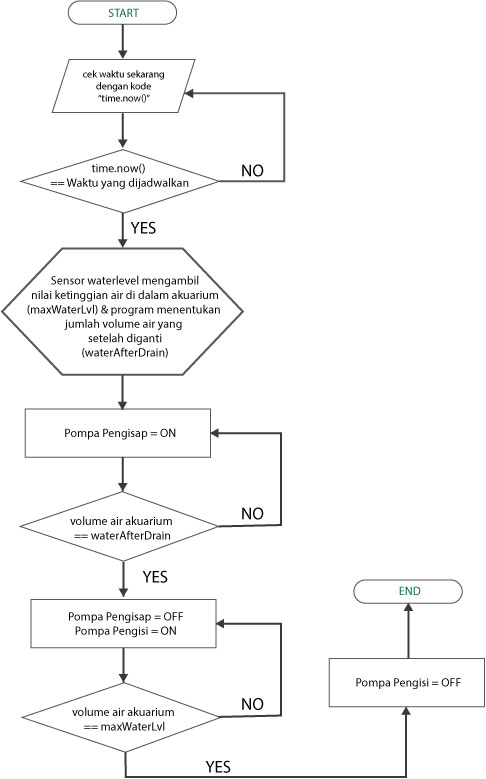 START
cek waktu sekarang
dengan kode
"time.now()"
NO
time.now()
== Waktu yang dijadwalkan
YES
Sensor waterlevel mengambil
nilai ketinggian air di dalam akuarium
(maxWaterLvl) & program menentukan
jumlah volume air yang
setelah diganti
(waterAfterDrain)
Pompa Pengisap = ON
NO
volume air akuarium
== waterAfterDrain
YES
Pompa Pengisap = OFF
Pompa Pengisi = ON
NO
volume air akuarium
== maxWaterLvl
YES
Pompa Pengisi = OFF
END